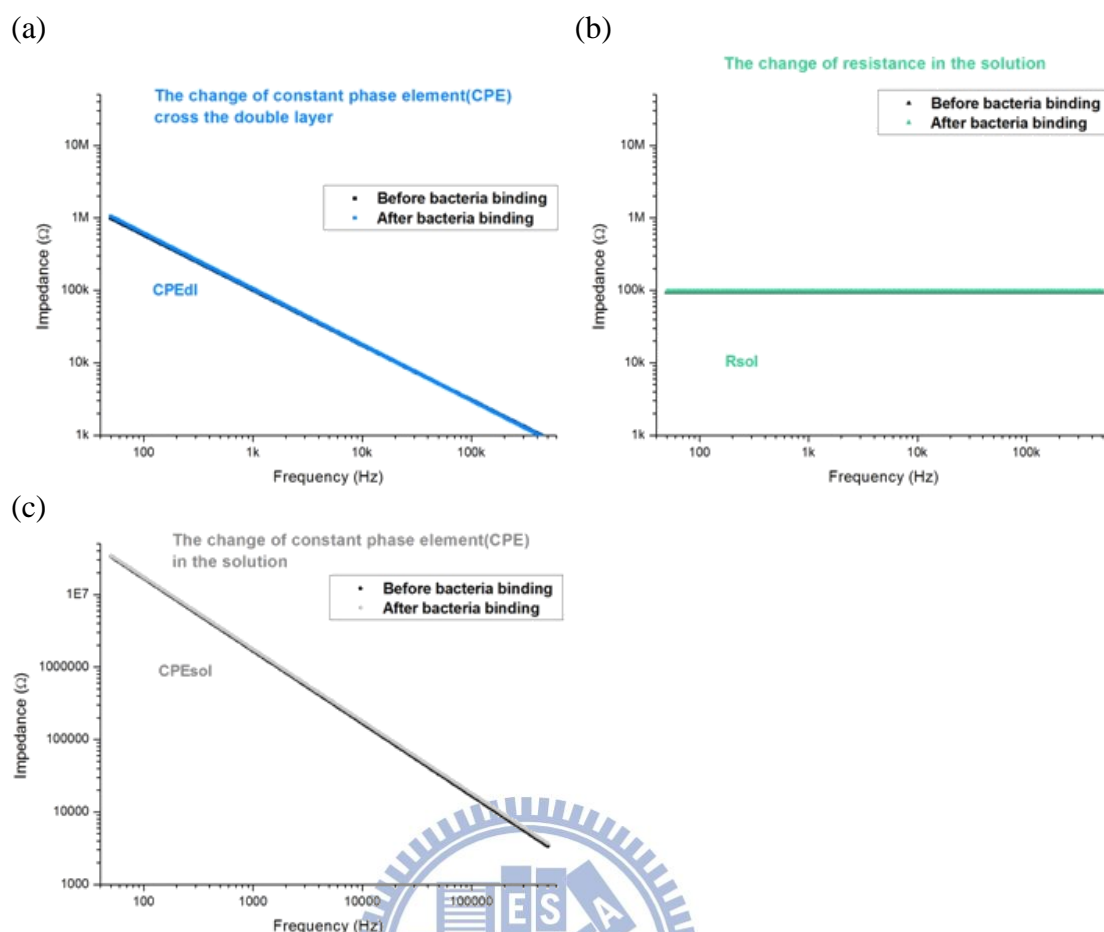 (a)
The change of constant phase element(CPE)
cross the double layer
10M
1M
100k
10k
1k
Impedance (Ω)
Before bacteria binding
After bacteria binding
CPEdl
100
1k
10k
100k
Frequency (Hz)
(b)
The change of resistance in the solution
10M
1M
100k
10k
1k
Impedance (Ω)
Before bacteria binding
After bacteria binding
Rsol
100
1k
10k
100k
Frequency (Hz)
(c)
The change of constant phase element(CPE)
in the solution
1E7
1000000
100000
10000
1000
Impedance (Ω)
Before bacteria binding
After bacteria binding
CPEsol
100
1000
10000
100000
Frequency (Hz)
ES
A